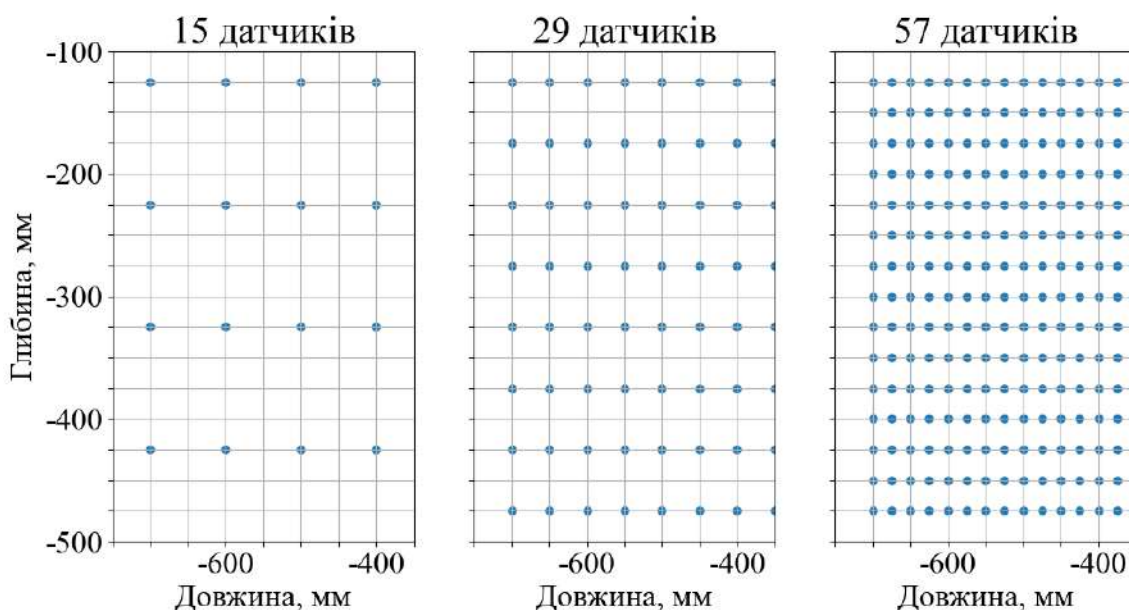 15 датчиків
29 датчиків
57 датчиків
-100
-200
-300
-400
-500
Глибина, мм
-600
-400
-600
-400
-600
-400
Довжина, мм
Довжина, мм
Довжина, мм